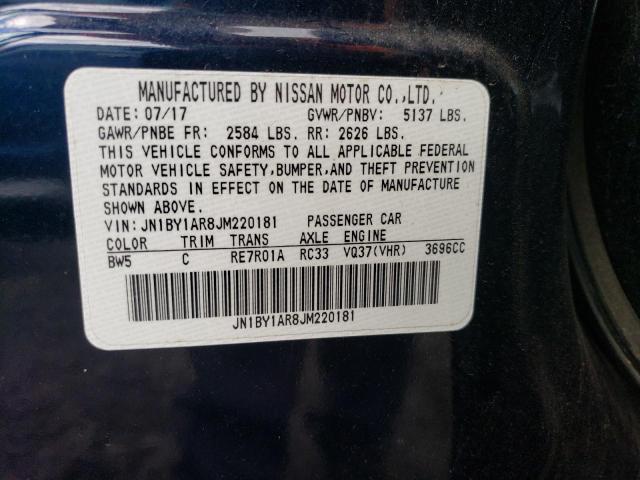 MANUFACTURED BY NISSAN MOTOR CO.,LTD.
DATE: 07/17 GVWR/PNBV: 5137 LBS.
GAWR/PNBE FR: 2584 LBS. RR: 2626 LBS.
THIS VEHICLE CONFORMS TO ALL APPLICABLE FEDERAL
MOTOR VEHICLE SAFETY,BUMPER,AND THEFT PREVENTION
STANDARDS IN EFFECT ON THE DATE OF MANUFACTURE
SHOWN ABOVE.
VIN: JN1BY1AR8JM220181 PASSENGER CAR
COLOR TRIM TRANS AXLE ENGINE
BW5 C RE7R01A RC33 VQ37(VHR) 3696CC
JN1BY1AR8JM220181